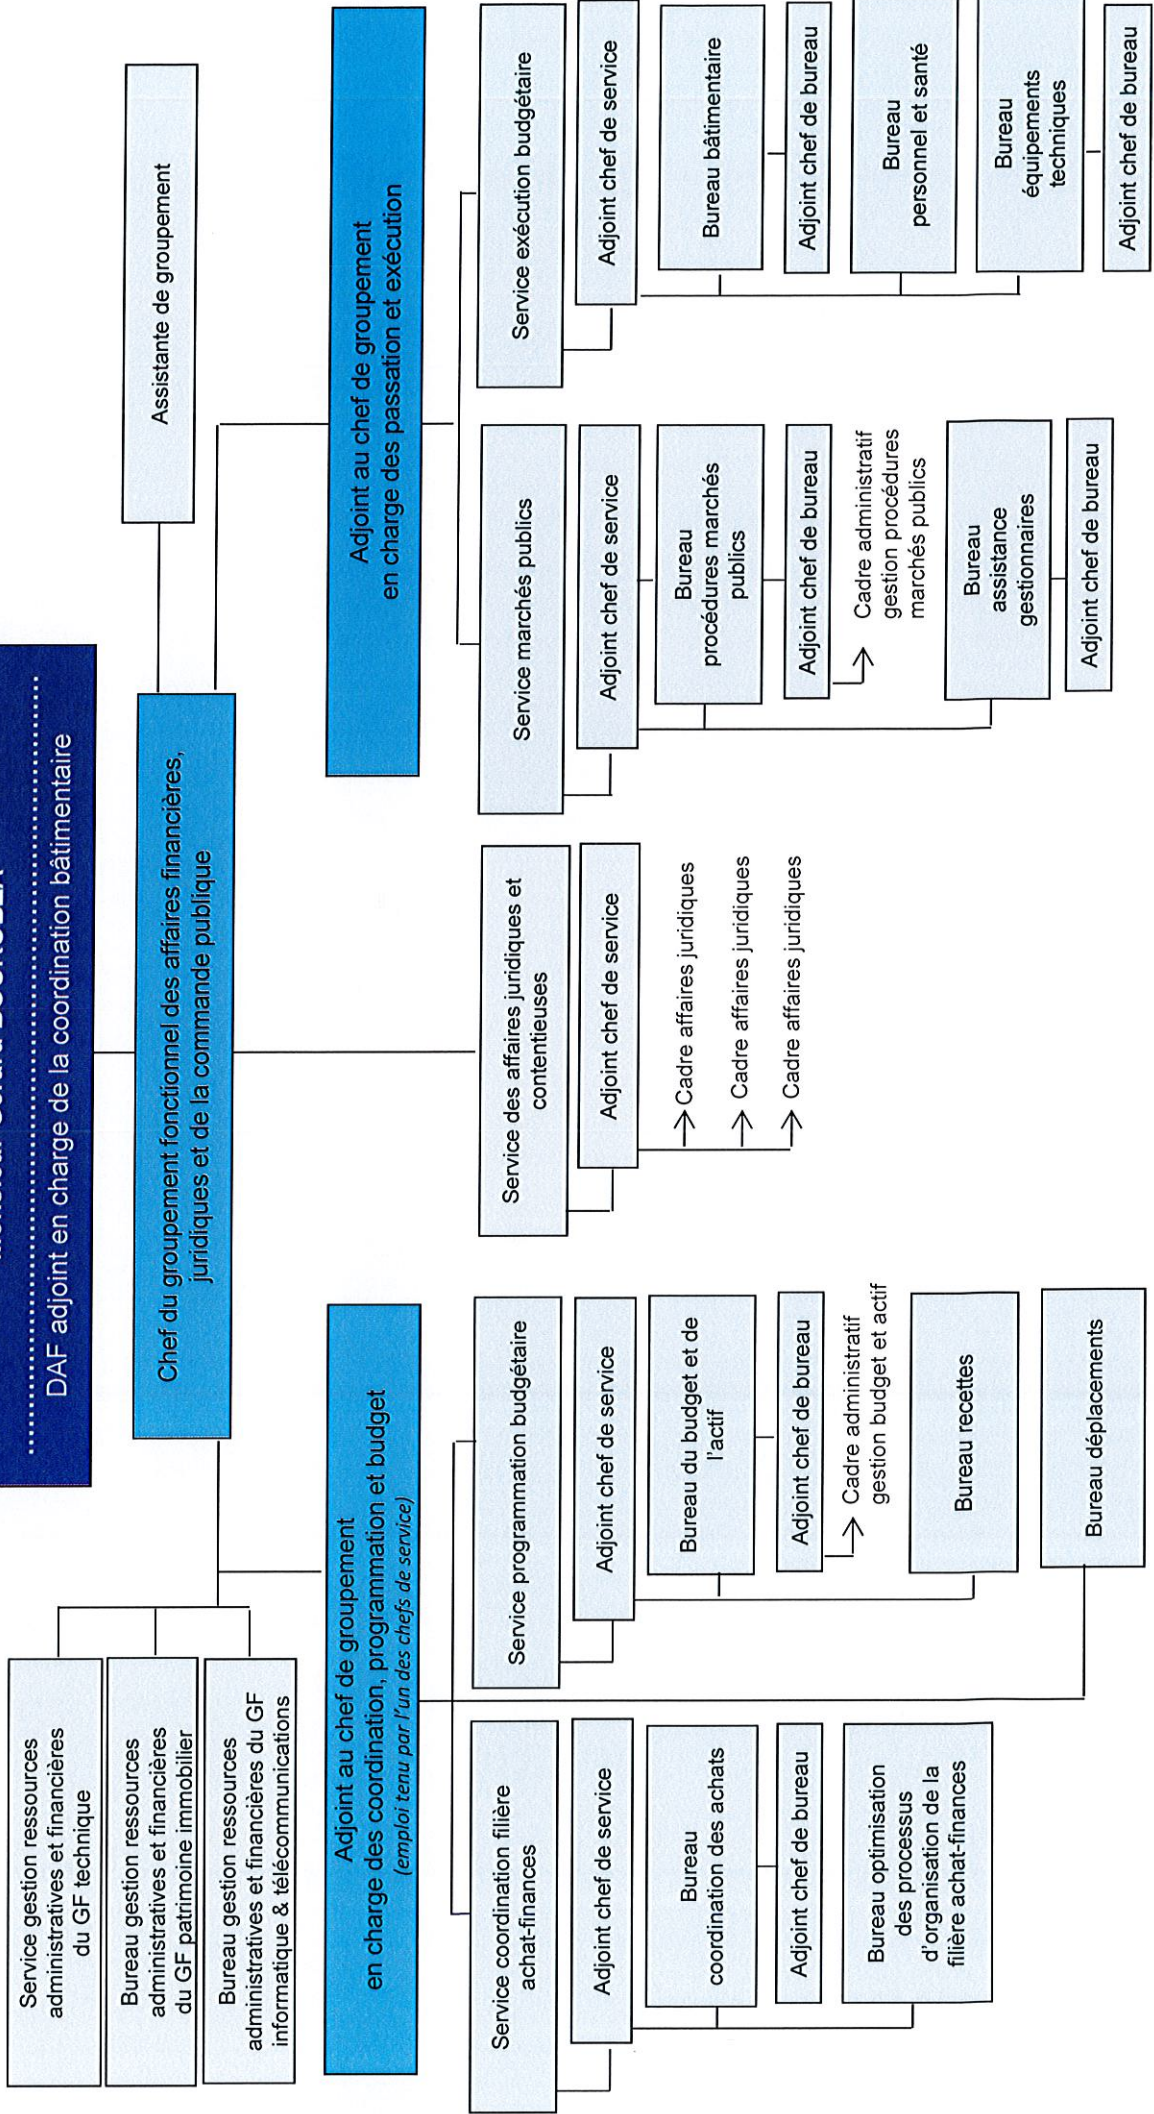 DAF adjoint en charge de la coordination bâtimentaire
Chef du groupement fonctionnel des affaires financières,
juridiques et de la commande publique
Assistante de groupement
Service gestion ressources
administratives et financières
du GF technique
Bureau gestion ressources
administratives et financières
du GF patrimoine immobilier
Bureau gestion ressources
administratives et financières du GF
informatique & télécommunications
Adjoint au chef de groupement
en charge des coordination, programmation et budget
(emploi tenu par l'un des chefs de service)
Service coordination filière
achat-finances
Adjoint chef de service
Bureau
coordination des achats
Adjoint chef de bureau
Bureau optimisation
des processus
d'organisation de la
filière achat-finances
Service programmation budgétaire
Adjoint chef de service
Bureau du budget et de
l'actif
Adjoint chef de bureau
Cadre administratif
gestion budget et actif
Bureau recettes
Bureau déplacements
Service des affaires juridiques et
contentieuses
Adjoint chef de service
Cadre affaires juridiques
Cadre affaires juridiques
Cadre affaires juridiques
Adjoint au chef de groupement
en charge des passation et exécution
Service marchés publics
Adjoint chef de service
Bureau
procédures marchés
publics
Adjoint chef de bureau
Cadre administratif
gestion procédures
marchés publics
Bureau
assistance
gestionnaires
Adjoint chef de bureau
Service exécution budgétaire
Adjoint chef de service
Bureau bâtimentaire
Adjoint chef de bureau
Bureau
personnel et santé
Bureau
équipements
techniques
Adjoint chef de bureau